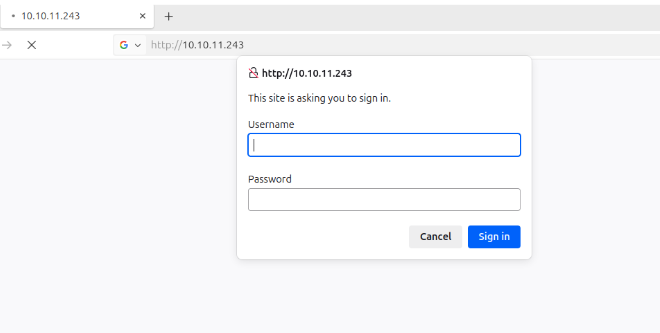 10.10.11.243
http://10.10.11.243
http://10.10.11.243
This site is asking you to sign in.
Username
Password
Cancel Sign in